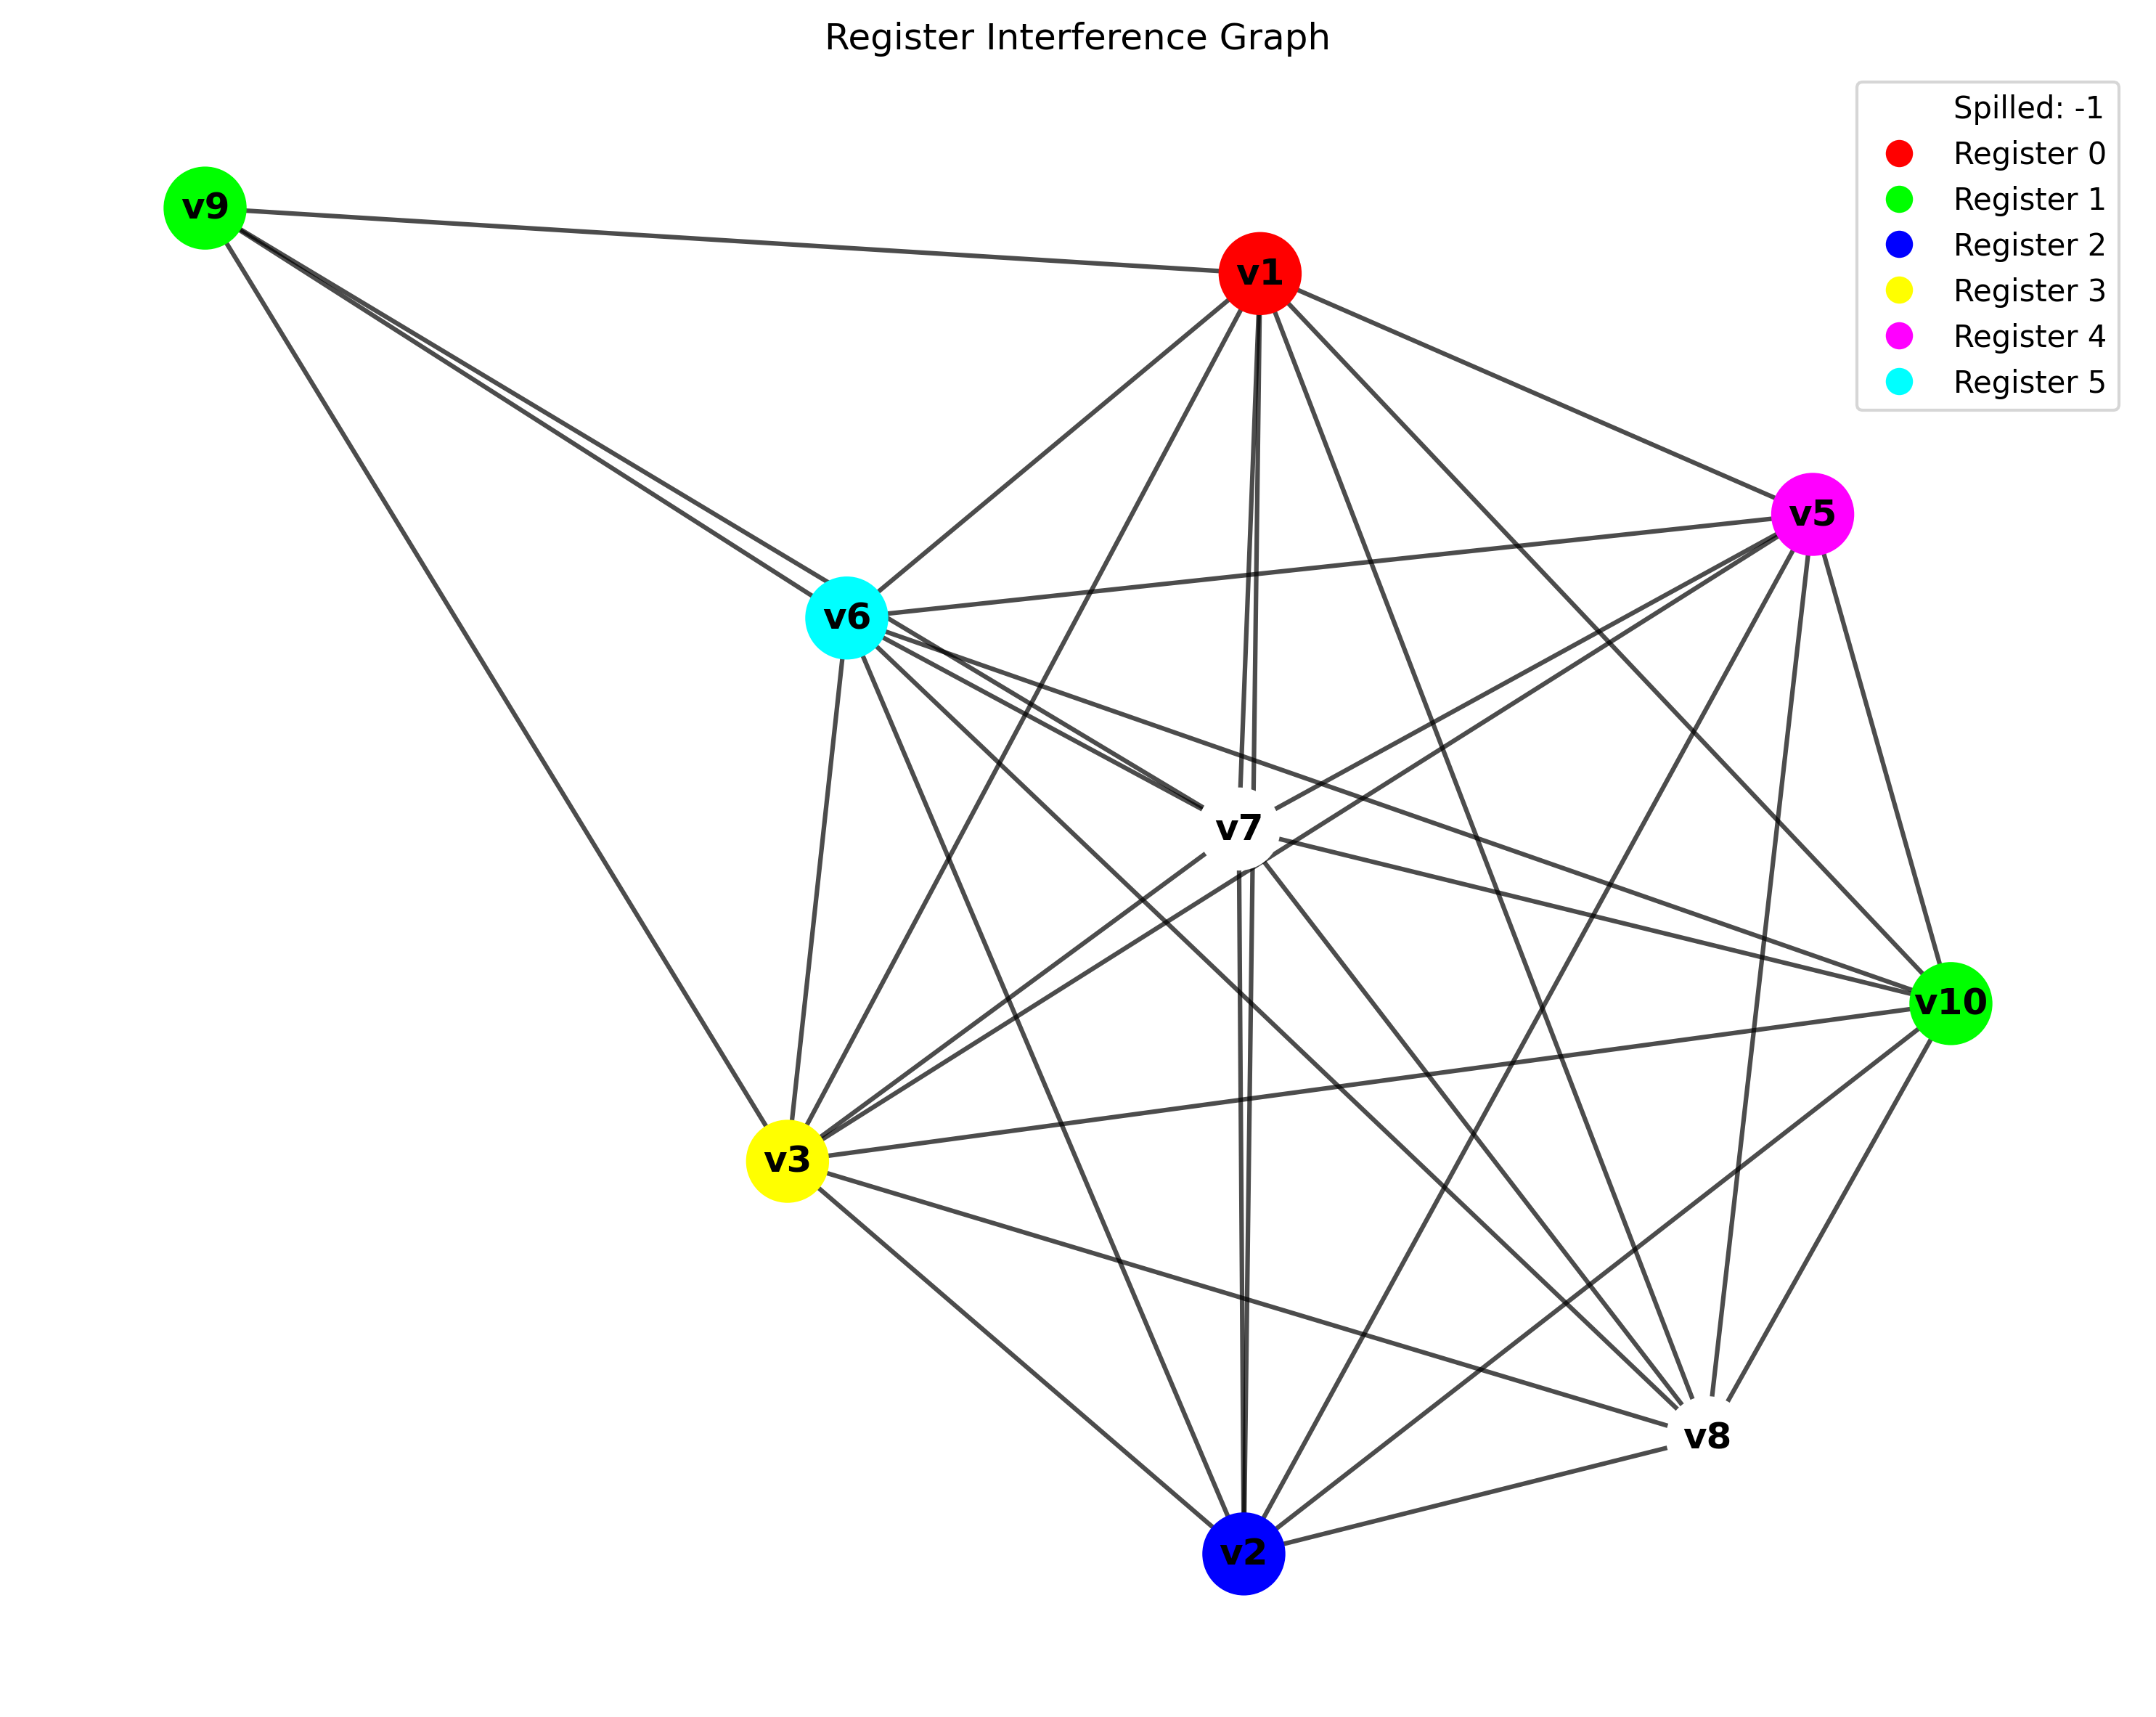 Register Interference Graph
Spilled: -1
Register 0
Register 1
Register 2
Register 3
Register 4
Register 5
v9
v1
v5
v6
v7
v10
v3
v8
v2